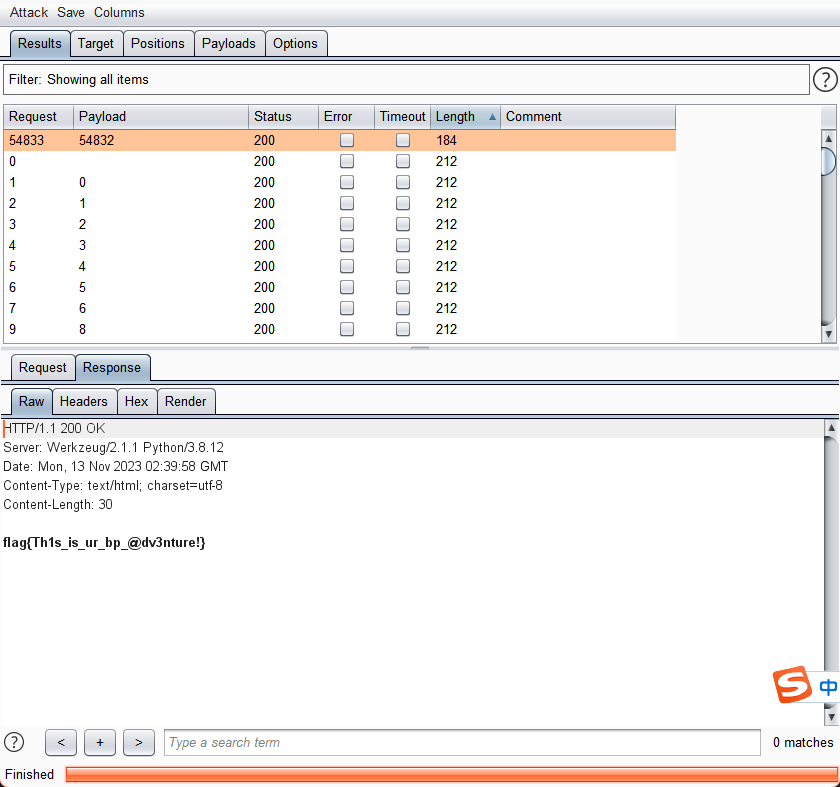 Attack Save Columns
Results Target Positions Payloads Options
Filter: Showing all items ?
Request Payload Status Error Timeout Length Comment
54833 54832 200 184
0 200 212
1 0 200 212
2 1 200 212
3 2 200 212
4 3 200 212
5 4 200 212
6 5 200 212
7 6 200 212
9 8 200 212
Request Response
Raw Headers Hex Render
HTTP/1.1 200 OK
Server: Werkzeug/2.1.1 Python/3.8.12
Date: Mon, 13 Nov 2023 02:39:58 GMT
Content-Type: text/html; charset=utf-8
Content-Length: 30
flag{Th1s_is_ur_bp_@dv3nture!}
S 中
? < + > Type a search term 0 matches
Finished